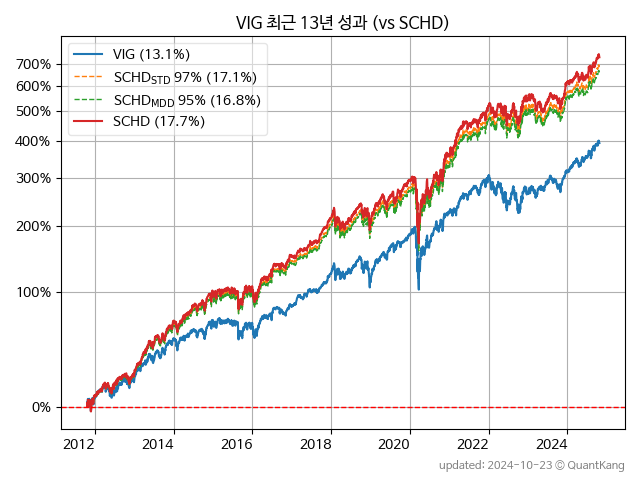 VIG 최근 13년 성과 (vs SCHD)
VIG (13.1%)
SCHD_STD 97% (17.1%)
SCHD_MDD 95% (16.8%)
SCHD (17.7%)
700%
600%
500%
400%
300%
200%
100%
0%
2012 2014 2016 2018 2020 2022 2024
updated: 2024-10-23 © QuantKang